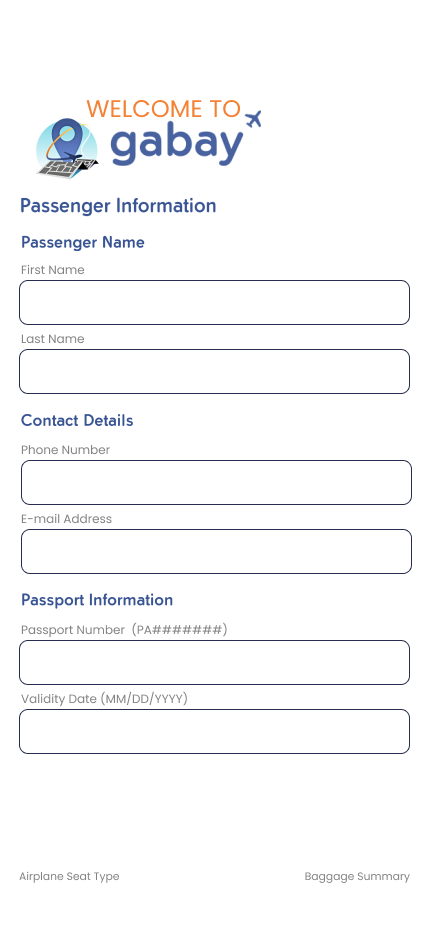 WELCOME TO
gabay
Passenger Information
Passenger Name
First Name
Last Name
Contact Details
Phone Number
E-mail Address
Passport Information
Passport Number (PA#######)
Validity Date (MM/DD/YYYY)
Airplane Seat Type
Baggage Summary